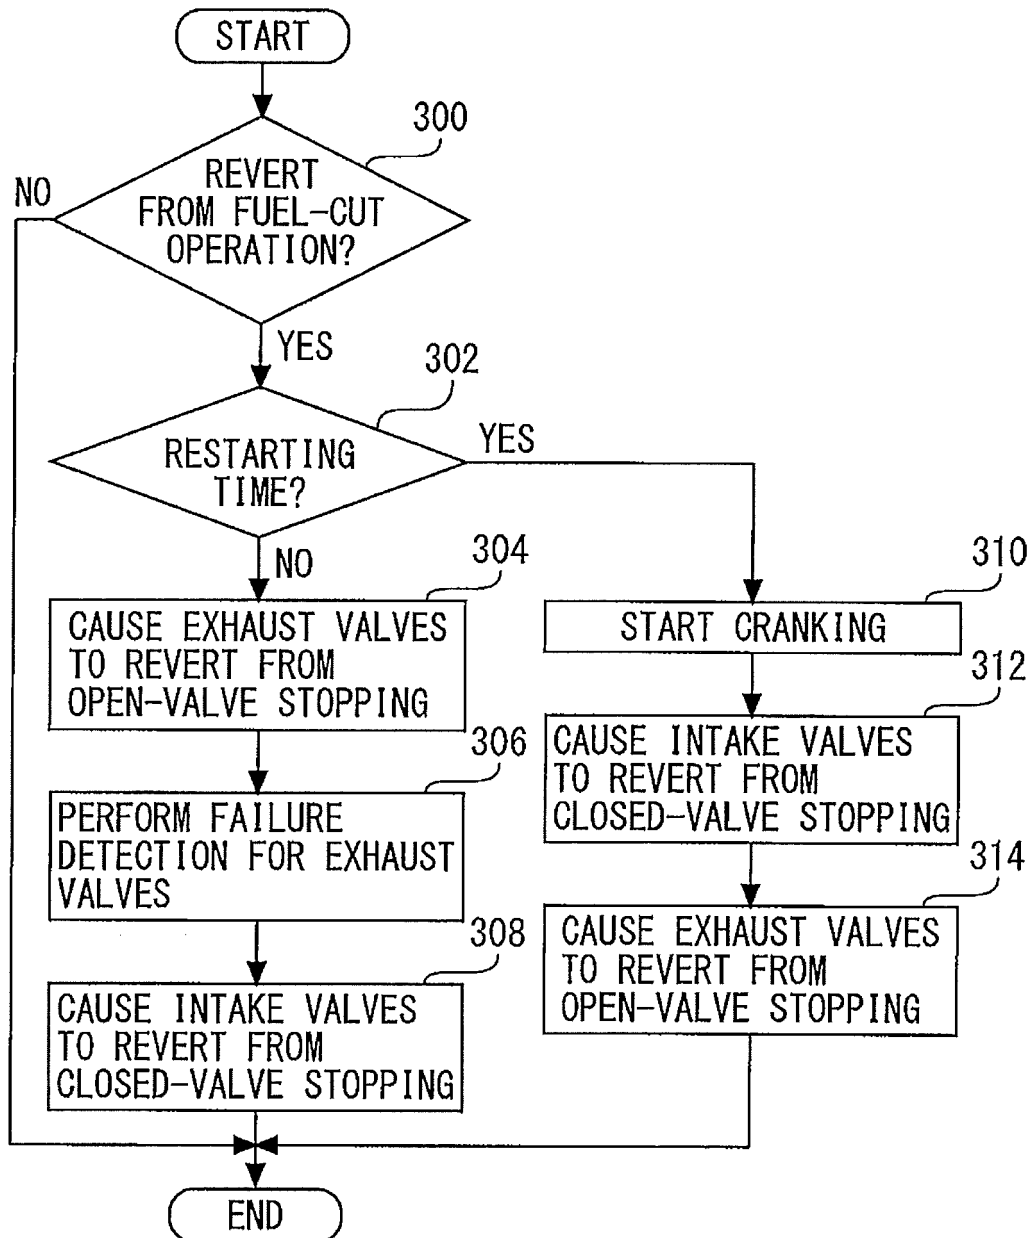 START
300
REVERT
FROM FUEL-CUT
OPERATION?
NO
YES
302
RESTARTING
TIME?
YES
NO
304
CAUSE EXHAUST VALVES
TO REVERT FROM
OPEN-VALVE STOPPING
306
PERFORM FAILURE
DETECTION FOR EXHAUST
VALVES
308
CAUSE INTAKE VALVES
TO REVERT FROM
CLOSED-VALVE STOPPING
310
START CRANKING
312
CAUSE INTAKE VALVES
TO REVERT FROM
CLOSED-VALVE STOPPING
314
CAUSE EXHAUST VALVES
TO REVERT FROM
OPEN-VALVE STOPPING
END